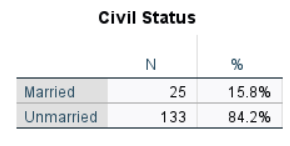 Civil Status
N %
Married 25 15.8%
Unmarried 133 84.2%